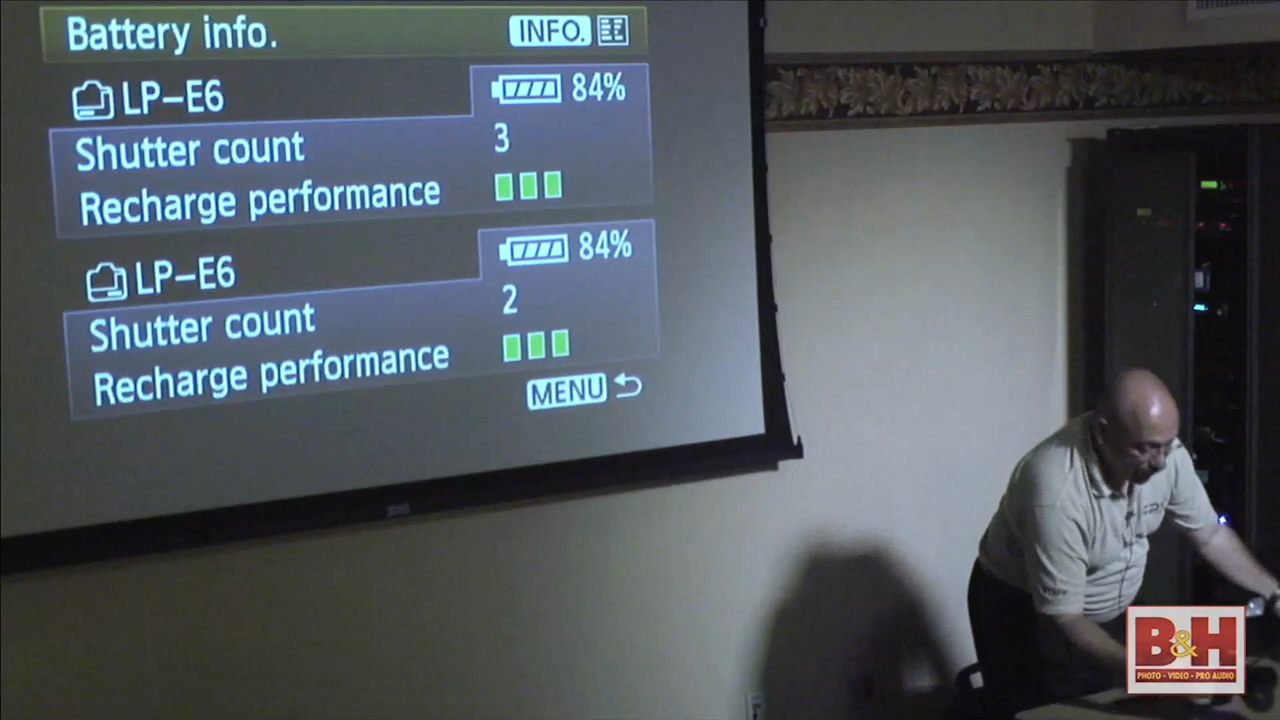 Battery info. INFO.
LP-E6 84%
Shutter count 3
Recharge performance
LP-E6 84%
Shutter count 2
Recharge performance
MENU
B&H
PHOTO - VIDEO - PRO AUDIO